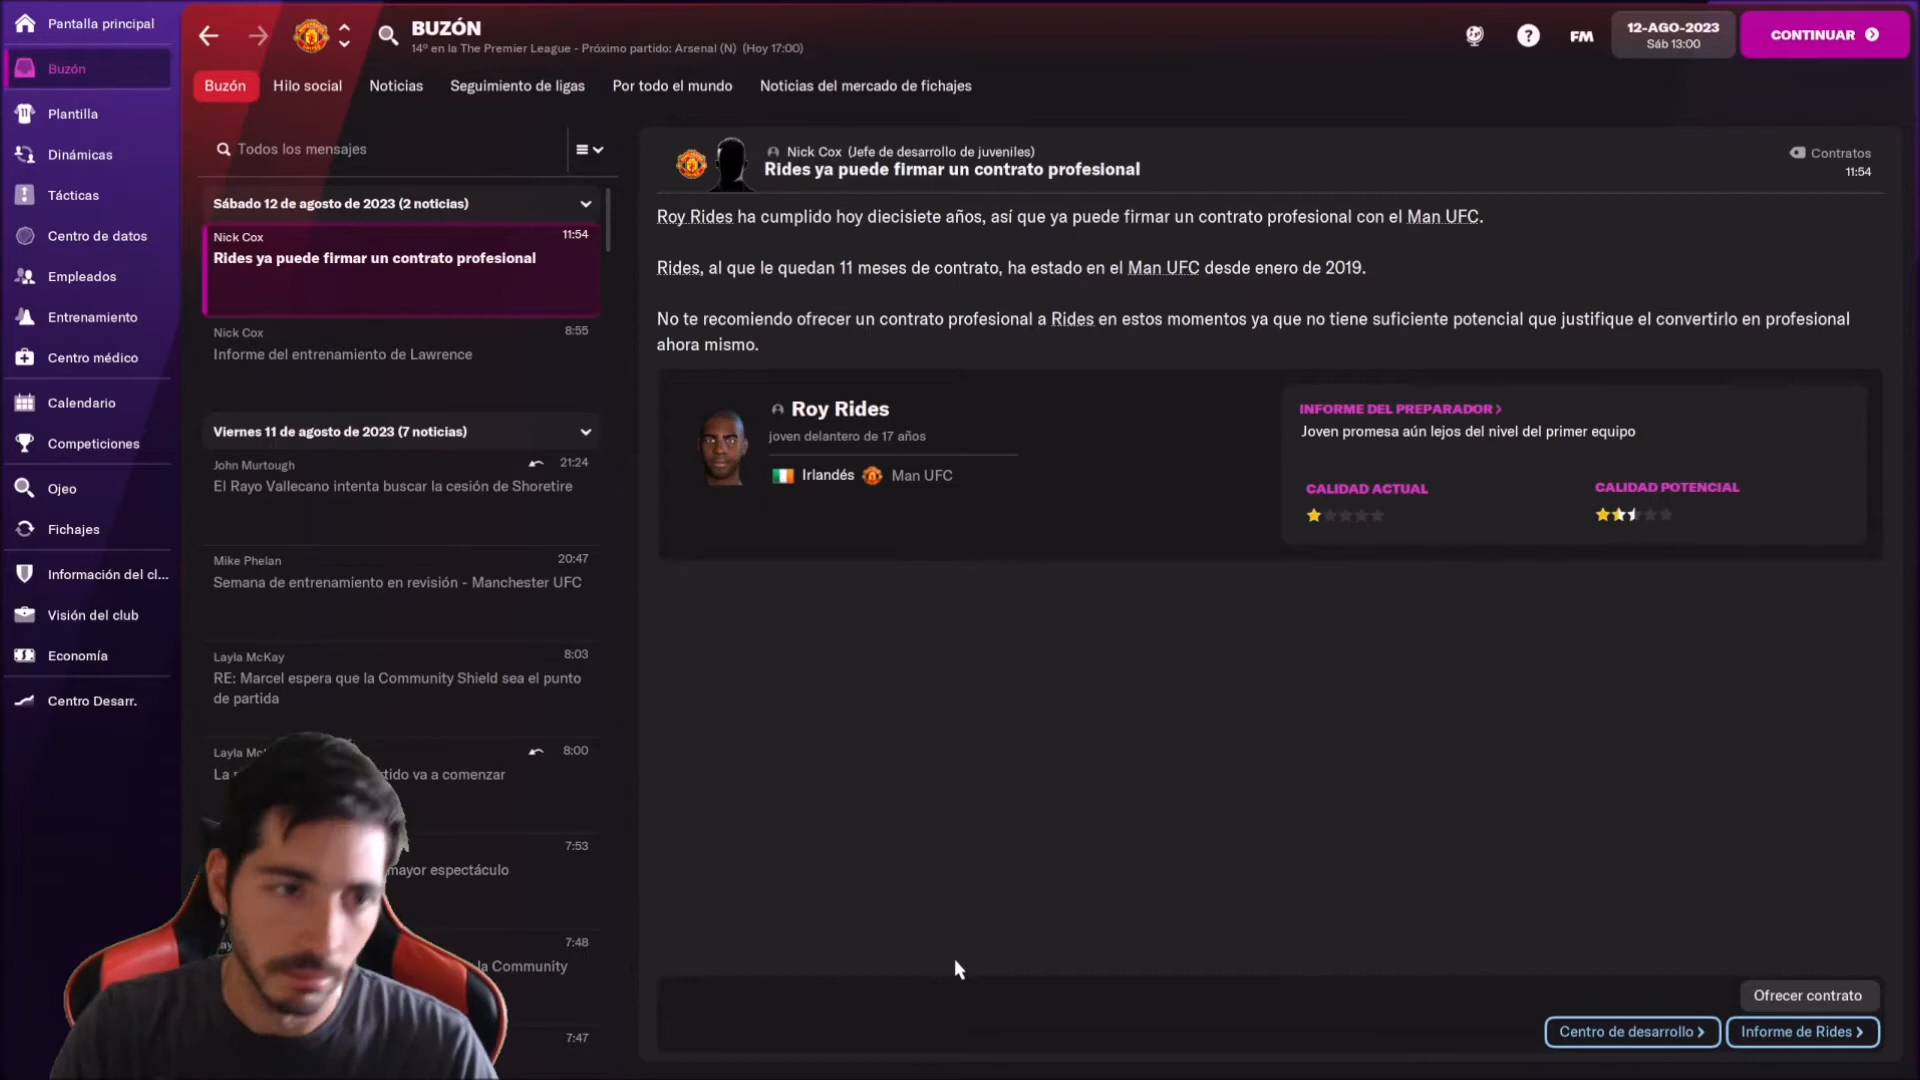 Pantalla principal
Buzón
Plantilla
Dinámicas
Tácticas
Centro de datos
Empleados
Entrenamiento
Centro médico
Calendario
Competiciones
Ojeo
Fichajes
Información del cl...
Visión del club
Economía
Centro Desarr.
BUZÓN
14º en la The Premier League - Próximo partido: Arsenal (N) (Hoy 17:00)
FM
12-AGO-2023
Sáb 13:00
CONTINUAR
Buzón
Hilo social
Noticias
Seguimiento de ligas
Por todo el mundo
Noticias del mercado de fichajes
Todos los mensajes
Sábado 12 de agosto de 2023 (2 noticias)
Nick Cox 11:54
Rides ya puede firmar un contrato profesional
Nick Cox 8:55
Informe del entrenamiento de Lawrence
Viernes 11 de agosto de 2023 (7 noticias)
John Murtough 21:24
El Rayo Vallecano intenta buscar la cesión de Shoretire
Mike Phelan 20:47
Semana de entrenamiento en revisión - Manchester UFC
Layla McKay 8:03
RE: Marcel espera que la Community Shield sea el punto
de partida
Layla 8:00
La tido va a comenzar
7:53
mayor espectáculo
7:48
la Community
7:47
Nick Cox (Jefe de desarrollo de juveniles)
Rides ya puede firmar un contrato profesional
Contratos
11:54
Roy Rides ha cumplido hoy diecisiete años, así que ya puede firmar un contrato profesional con el Man UFC.
Rides, al que le quedan 11 meses de contrato, ha estado en el Man UFC desde enero de 2019.
No te recomiendo ofrecer un contrato profesional a Rides en estos momentos ya que no tiene suficiente potencial que justifique el convertirlo en profesional
ahora mismo.
Roy Rides
joven delantero de 17 años
Irlandés Man UFC
INFORME DEL PREPARADOR
Joven promesa aún lejos del nivel del primer equipo
CALIDAD ACTUAL
CALIDAD POTENCIAL
Ofrecer contrato
Centro de desarrollo
Informe de Rides